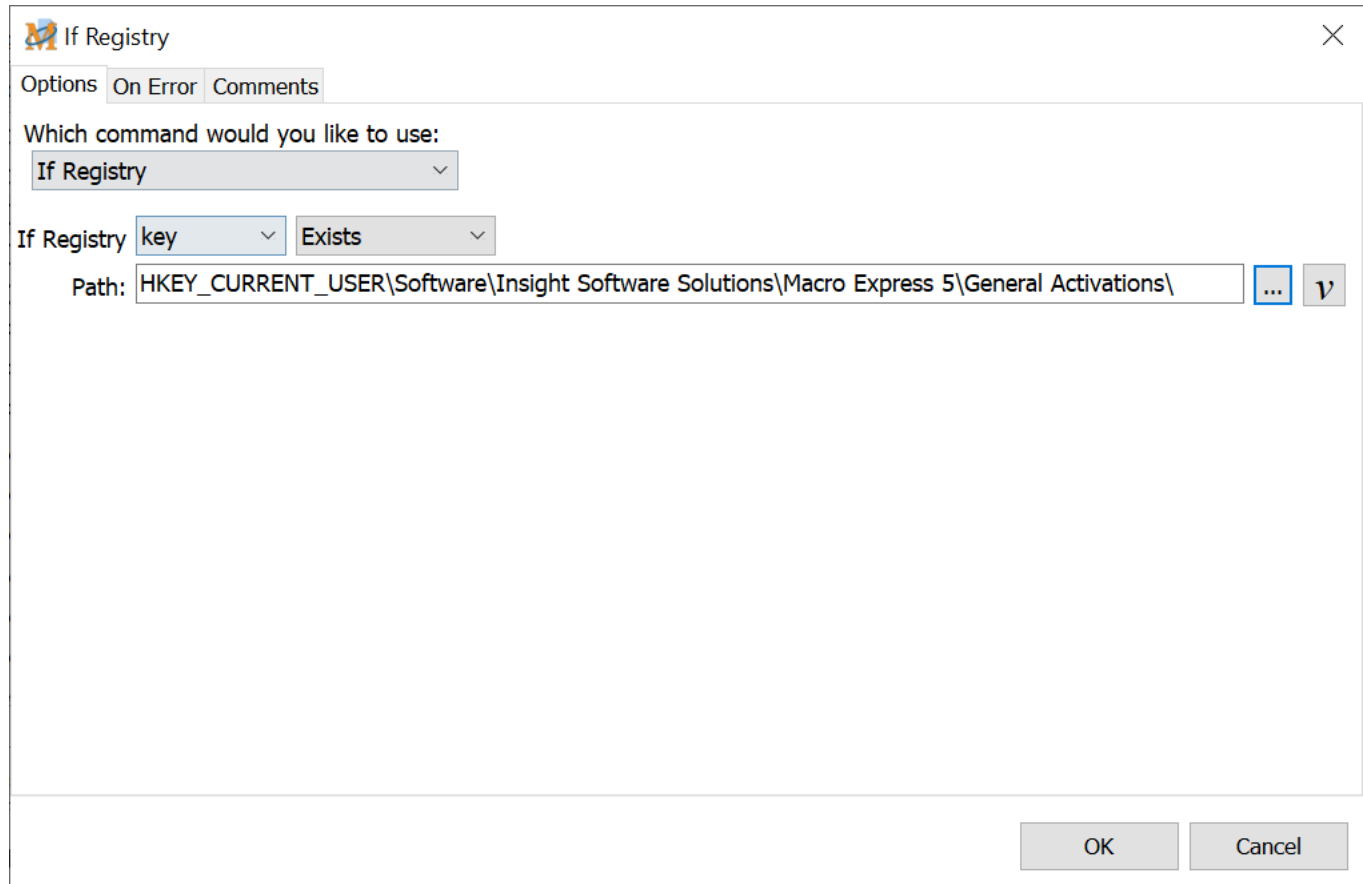 If Registry
Options On Error Comments
Which command would you like to use:
If Registry
If Registry key Exists
Path: HKEY_CURRENT_USER\Software\Insight Software Solutions\Macro Express 5\General Activations\ ... v
OK Cancel